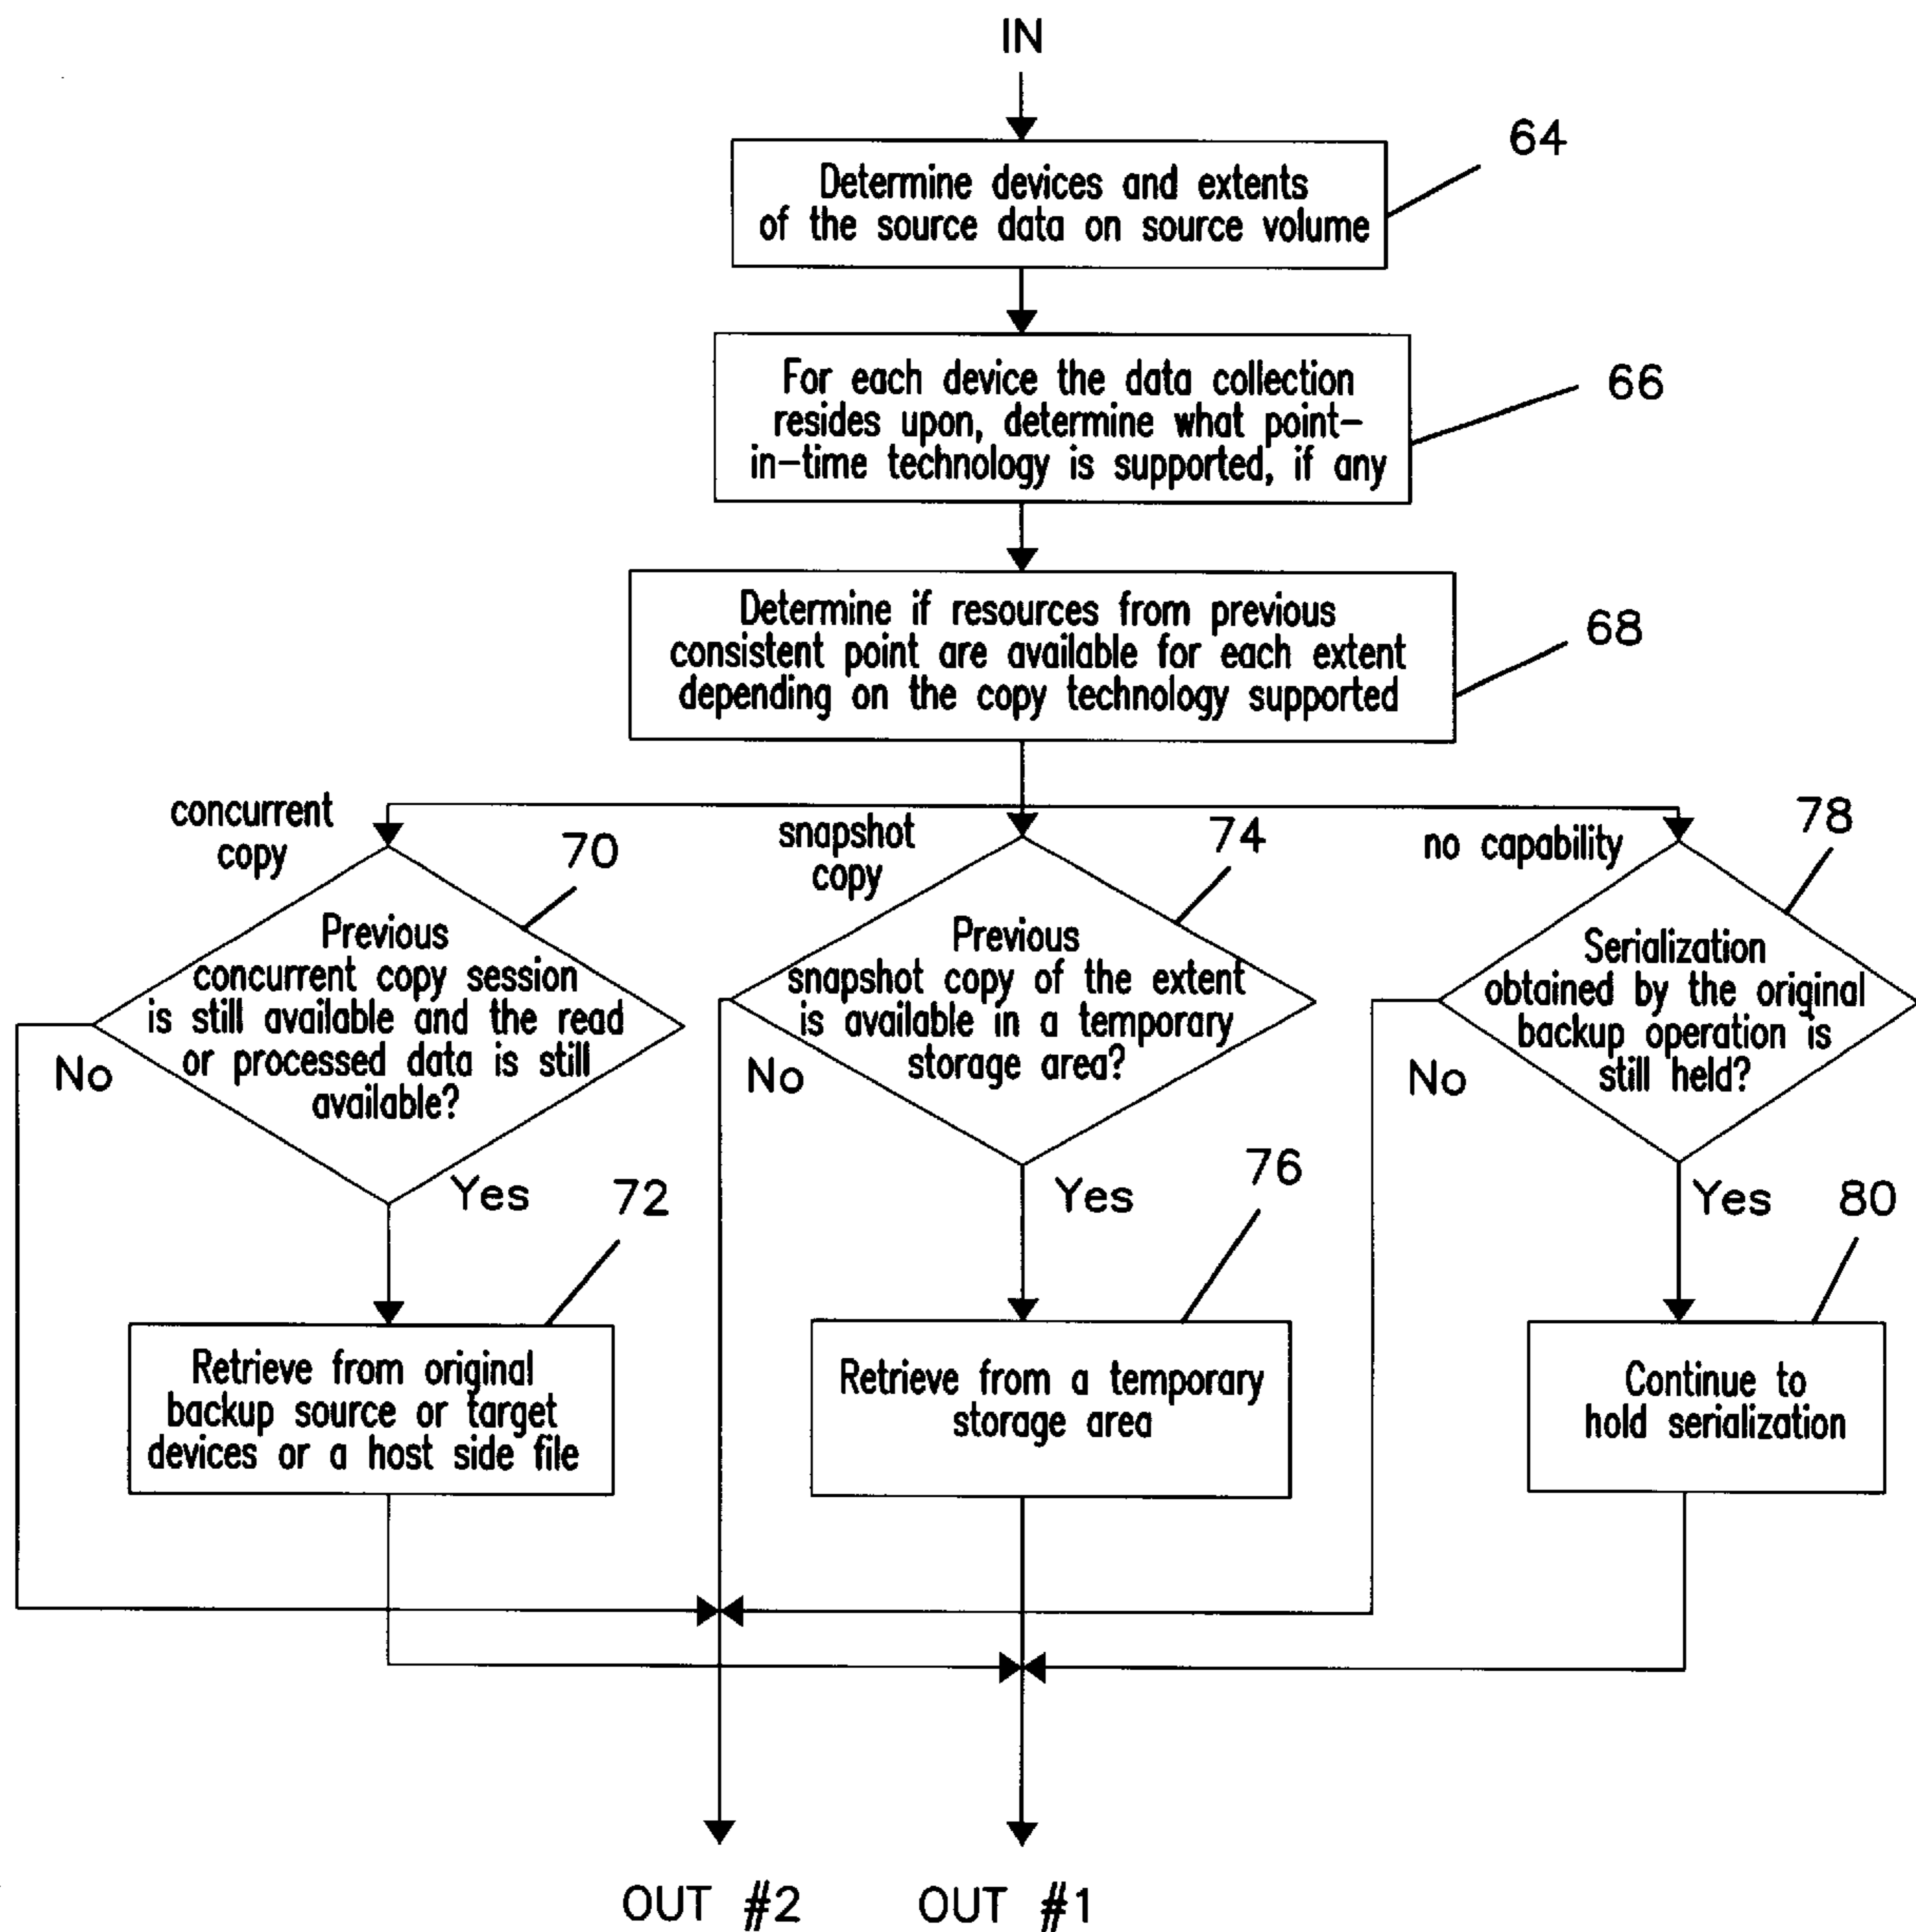 IN
64
Determine devices and extents
of the source data on source volume
66
For each device the data collection
resides upon, determine what point-
in-time technology is supported, if any
68
Determine if resources from previous
consistent point are available for each extent
depending on the copy technology supported
concurrent
copy
70
snapshot
copy
74
no capability
78
Previous
concurrent copy session
is still available and the read
or processed data is still
available?
No
Yes
Previous
snapshot copy of the extent
is available in a temporary
storage area?
No
Yes
Serialization
obtained by the original
backup operation is
still held?
No
Yes
72
Retrieve from original
backup source or target
devices or a host side file
76
Retrieve from a temporary
storage area
80
Continue to
hold serialization
OUT #2
OUT #1